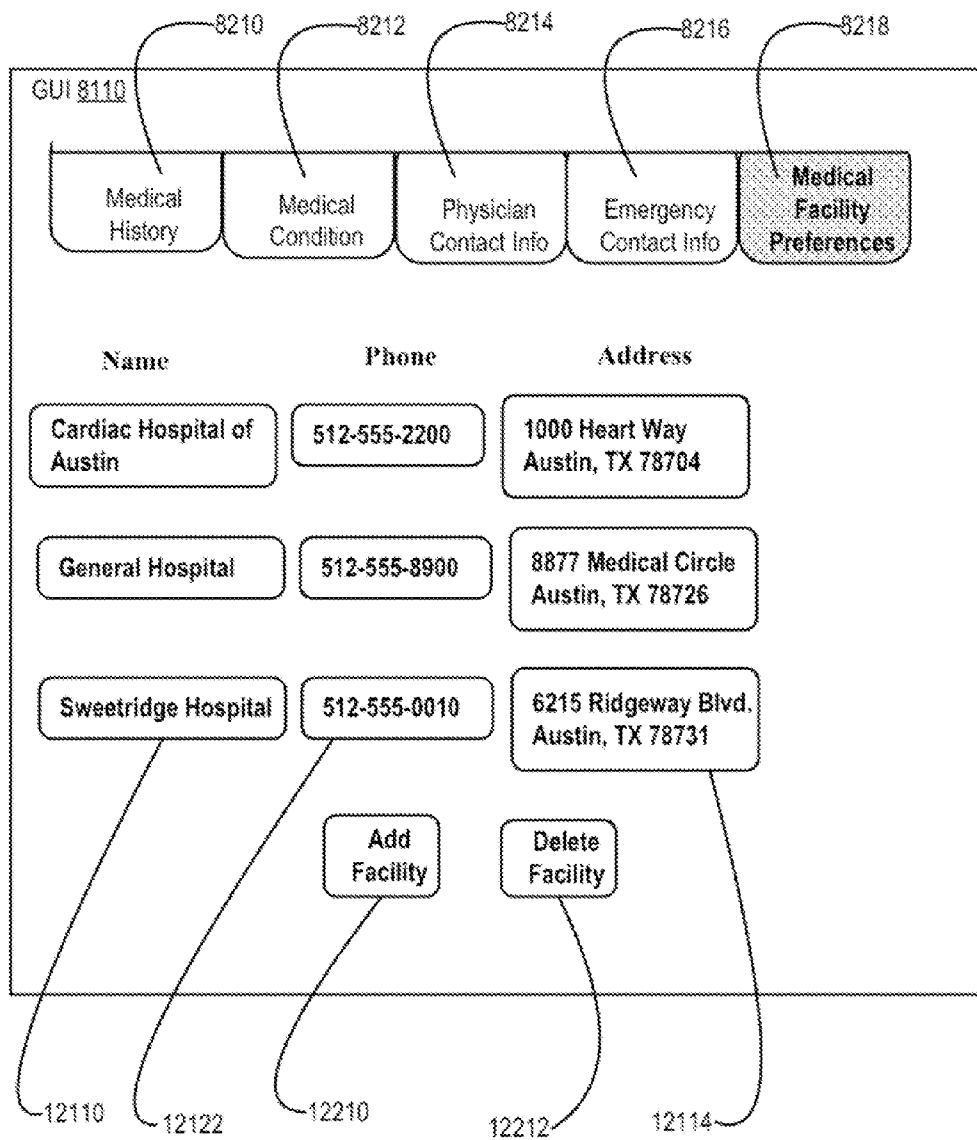 8210 8212 8214 8216 8218
GUI 8110
Medical History
Medical Condition
Physician Contact Info
Emergency Contact Info
Medical Facility Preferences
Name Phone Address
Cardiac Hospital of
Austin
512-555-2200
1000 Heart Way
Austin, TX 78704
General Hospital
512-555-8900
8877 Medical Circle
Austin, TX 78726
Sweetridge Hospital
512-555-0010
6215 Ridgeway Blvd.
Austin, TX 78731
Add
Facility
Delete
Facility
12110 12122 12210 12212 12114